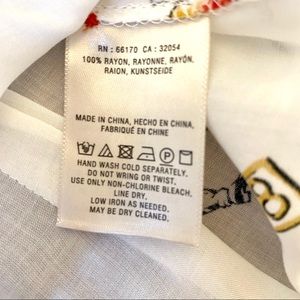 RN : 66170 CA : 32054
100% RAYON, RAYONNE, RAYÓN,
RAION, KUNSTSEIDE
MADE IN CHINA, HECHO EN CHINA,
FABRIQUÉ EN CHINE
HAND WASH COLD SEPARATELY.
DO NOT WRING OR TWIST.
USE ONLY NON-CHLORINE BLEACH.
LINE DRY.
LOW IRON AS NEEDED.
MAY BE DRY CLEANED.
8